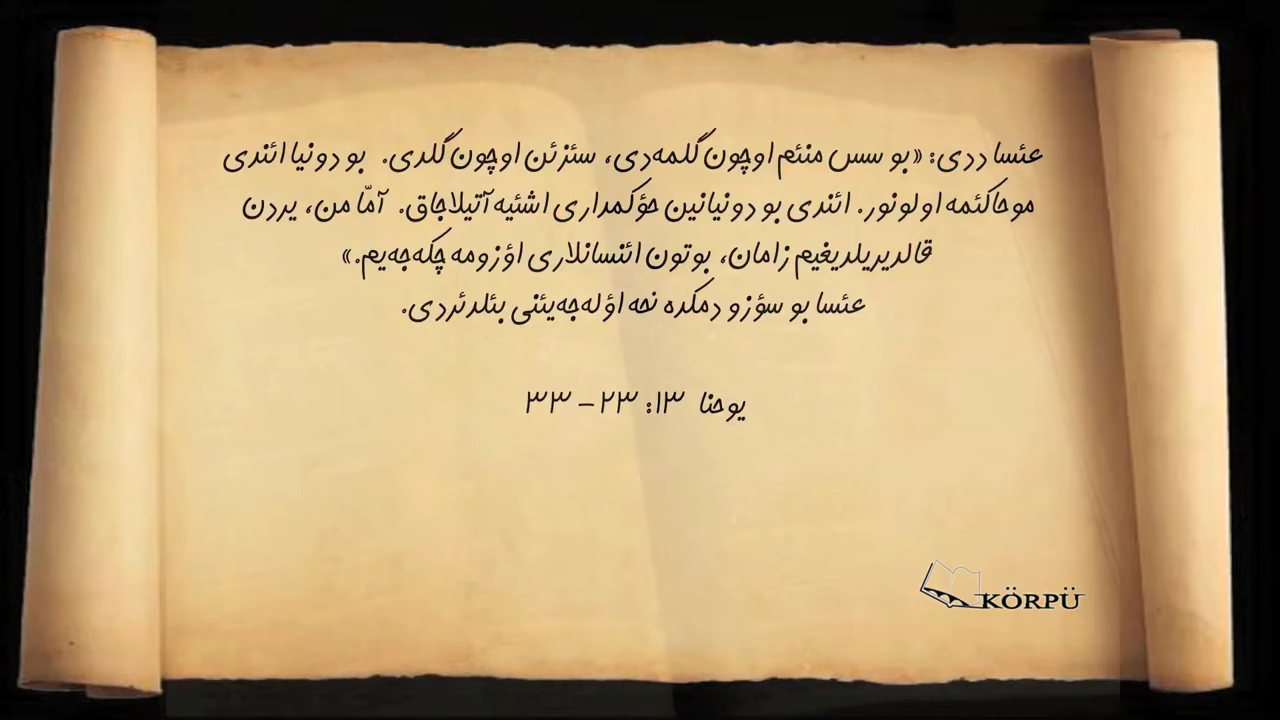 عئسا ددی: «بو سس منئم اوچون گلمه‌دی، سئزئن اوچون گلدی. بو دونیا ائندی
موحاکئمه اولونور. ائندی بو دونیانین حؤکمداری اشئیه آتیلاجاق. آمّا من، یردن
قالدیریلدیغیم زامان، بوتون ائنسانلاری اؤزومه چکه‌جه‌یم.»
عئسا بو سؤزو دمکده نجه اؤله‌جه‌یئنی بئلدئردی.
یوحنا ۱۳: ۲۳ – ۳۳
KÖRPÜ